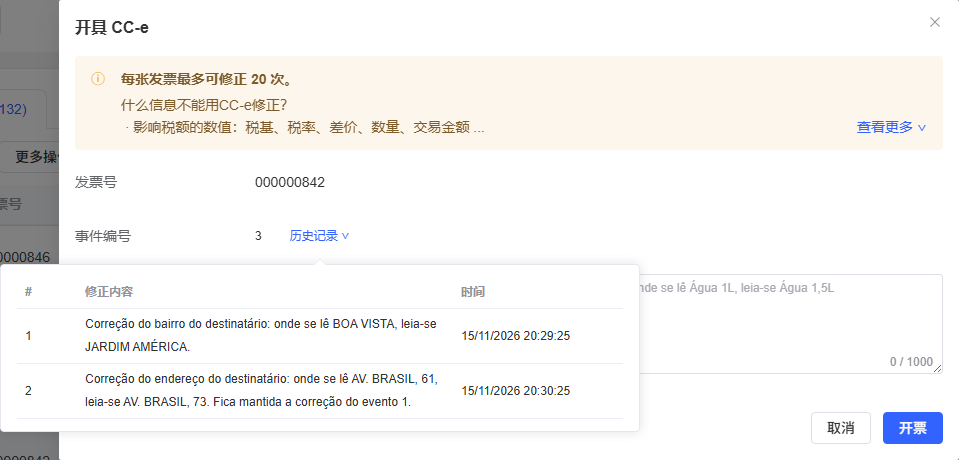 开具 CC-e
每张发票最多可修正 20 次。
什么信息不能用CC-e修正?
· 影响税额的数值：税基、税率、差价、数量、交易金额 ...
查看更多
132)
更多操
票号
发票号
000000842
事件编号
3
历史记录
0000846
#
修正内容
时间
1
Correção do bairro do destinatário: onde se lê BOA VISTA, leia-se
JARDIM AMÉRICA.
15/11/2026 20:29:25
2
Correção do endereço do destinatário: onde se lê AV. BRASIL, 61,
leia-se AV. BRASIL, 73. Fica mantida a correção do evento 1.
15/11/2026 20:30:25
nde se lê Água 1L, leia-se Água 1,5L
0 / 1000
取消
开票